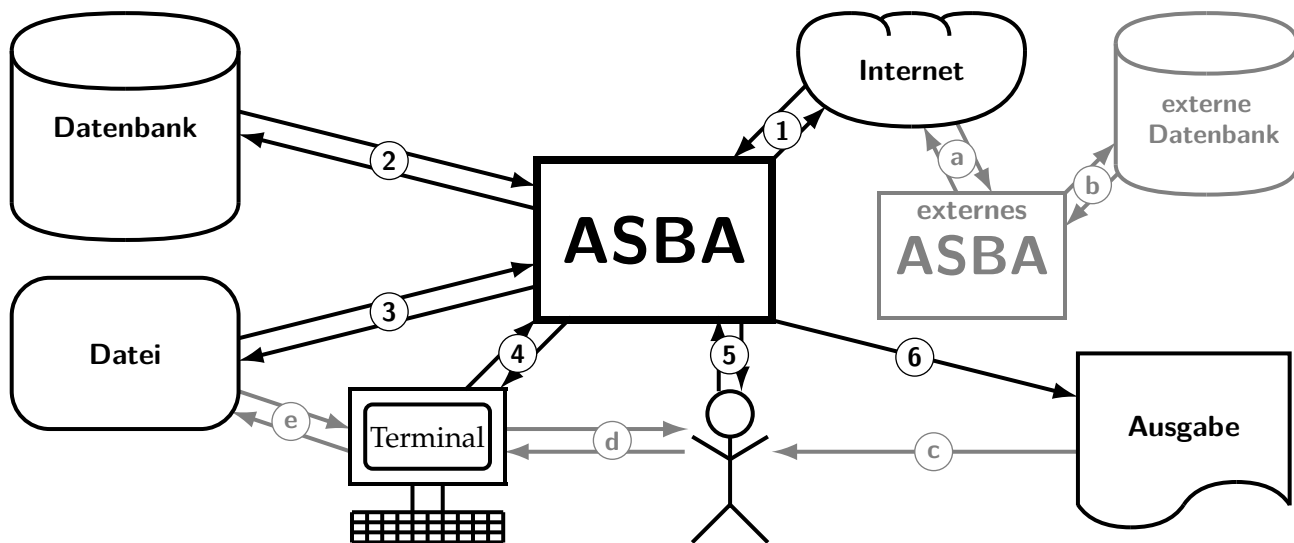 Internet
externe
Datenbank
Datenbank
1
2
a
b
externes
ASBA
ASBA
3
Datei
4
5
6
e
Terminal
d
c
Ausgabe